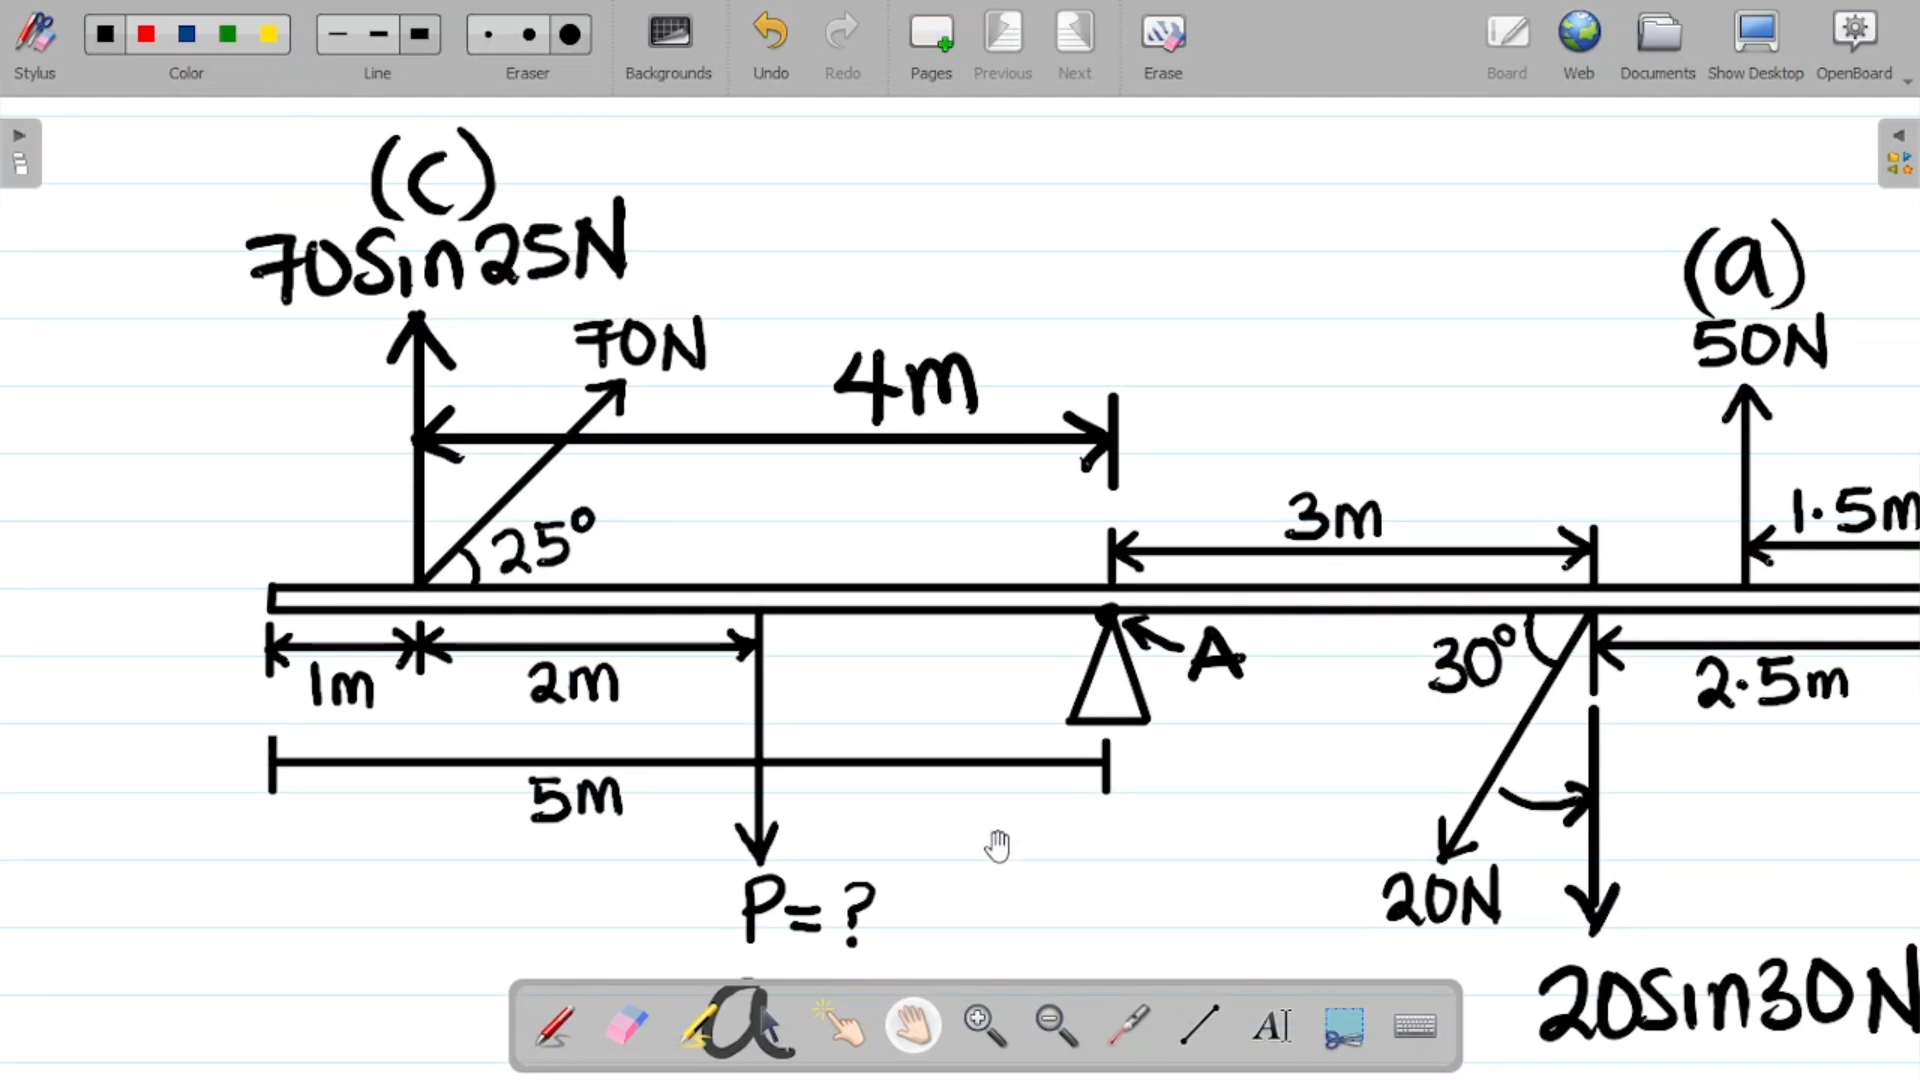 Stylus
Color
Line
Eraser
Backgrounds
Undo
Redo
Pages
Previous
Next
Erase
Board
Web
Documents
Show Desktop
OpenBoard
(c)
70Sin25N
70N
4m
25°
(a)
50N
1.5m
3m
1m
2m
A
30°
2.5m
5m
P=?
20N
20Sin30N
a
AI